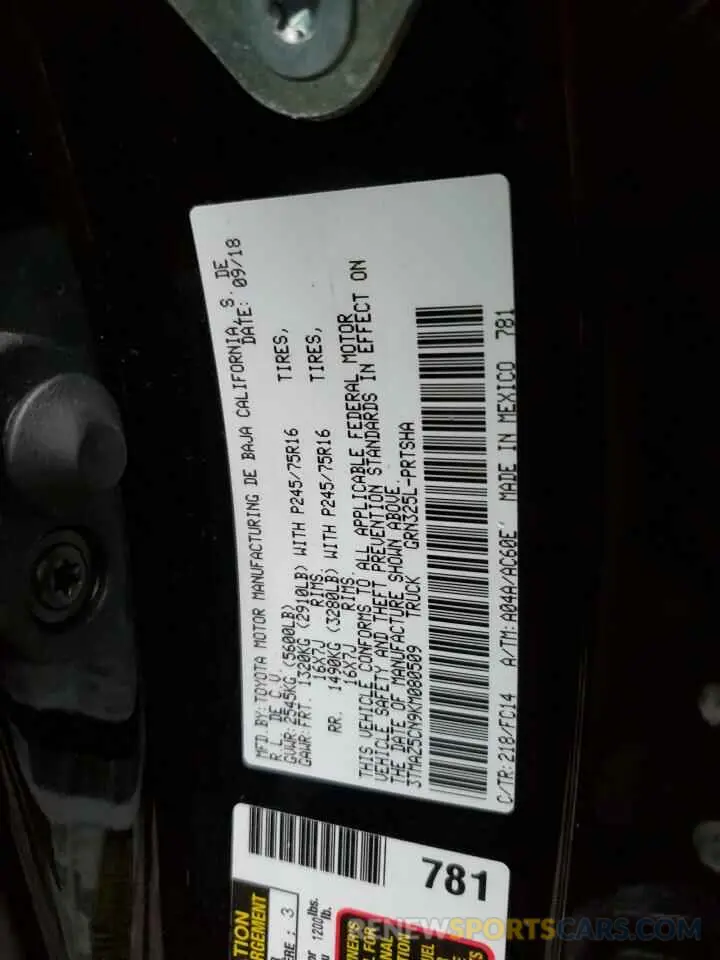 MFD.BY:TOYOTA MOTOR MANUFACTURING DE BAJA CALIFORNIA, S. DE
R.L. DE C.V. DATE: 09/18
GVWR:2545KG (5600LB)
GAWR:FRT. 1320KG (2910LB) WITH P245/75R16 TIRES,
16X7J RIMS,
RR. 1490KG (3280LB) WITH P245/75R16 TIRES,
16X7J RIMS.
THIS VEHICLE CONFORMS TO ALL APPLICABLE FEDERAL MOTOR
VEHICLE SAFETY AND THEFT PREVENTION STANDARDS IN EFFECT ON
THE DATE OF MANUFACTURE SHOWN ABOVE.
3TMAZ5CN9KM080509 TRUCK GRN325L-PRTSHA
C/TR:218/FC14 A/TM:A04A/AC60E MADE IN MEXICO 781
781
: 3
1200lbs.
RENEWSPORTSCARS.COM